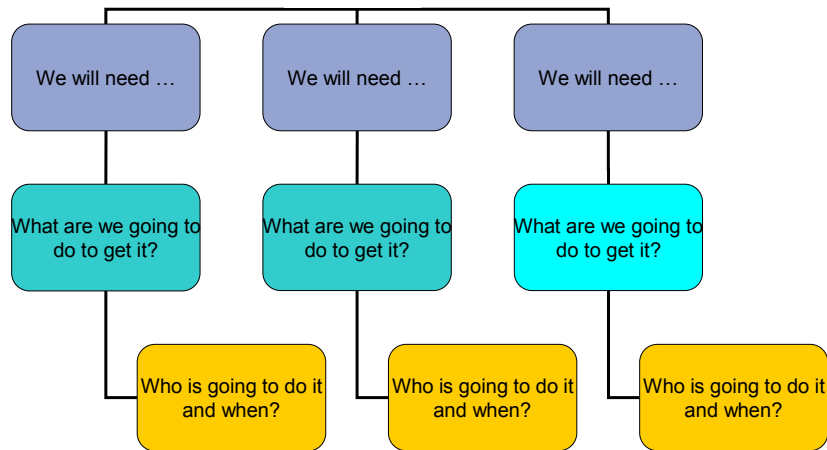 We will need …
We will need …
We will need …
What are we going to
do to get it?
What are we going to
do to get it?
What are we going to
do to get it?
Who is going to do it
and when?
Who is going to do it
and when?
Who is going to do it
and when?